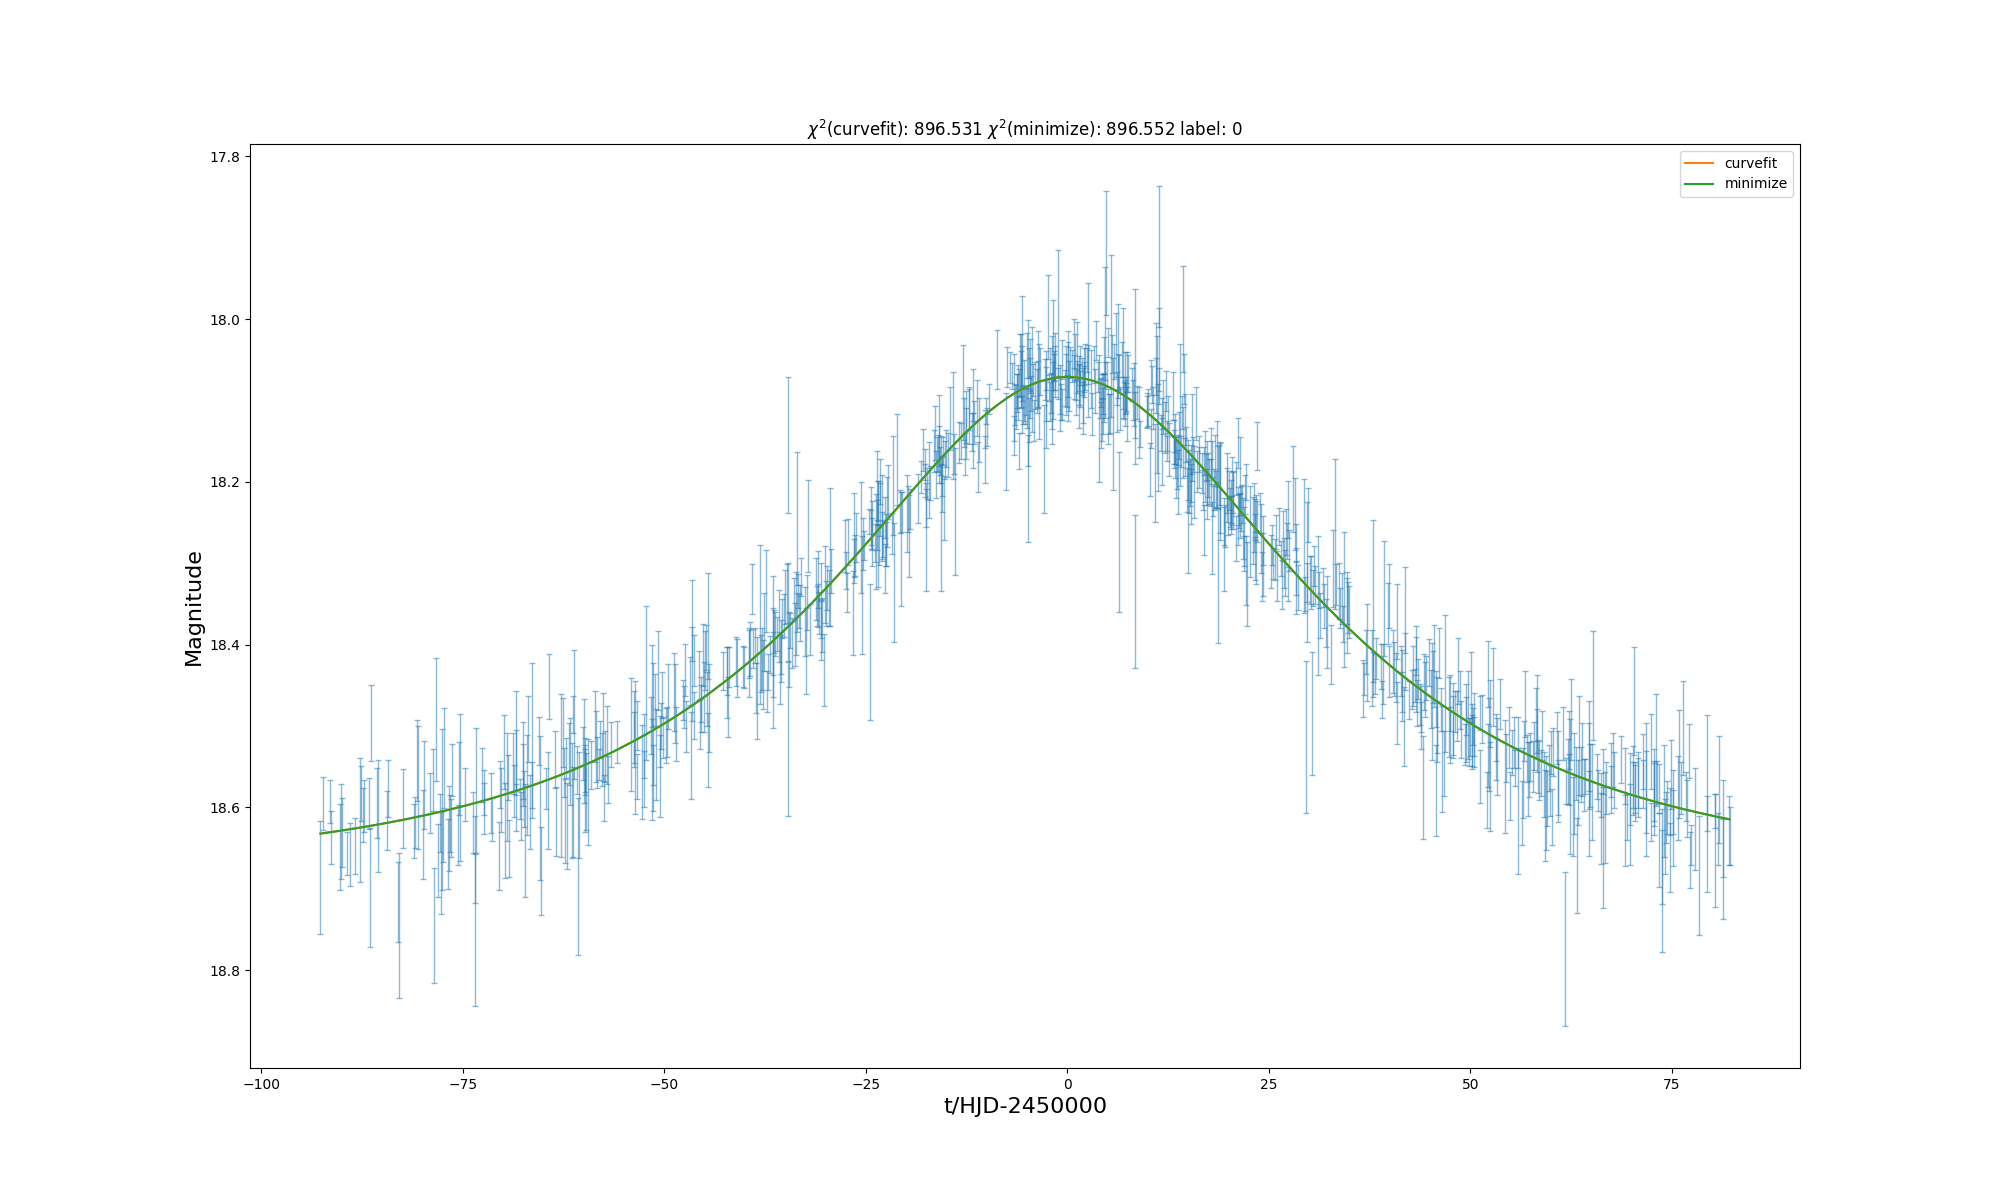 χ²(curvefit): 896.531 χ²(minimize): 896.552 label: 0
curvefit
minimize
17.8
18.0
18.2
18.4
18.6
18.8
Magnitude
−100
−75
−50
−25
0
25
50
75
t/HJD-2450000